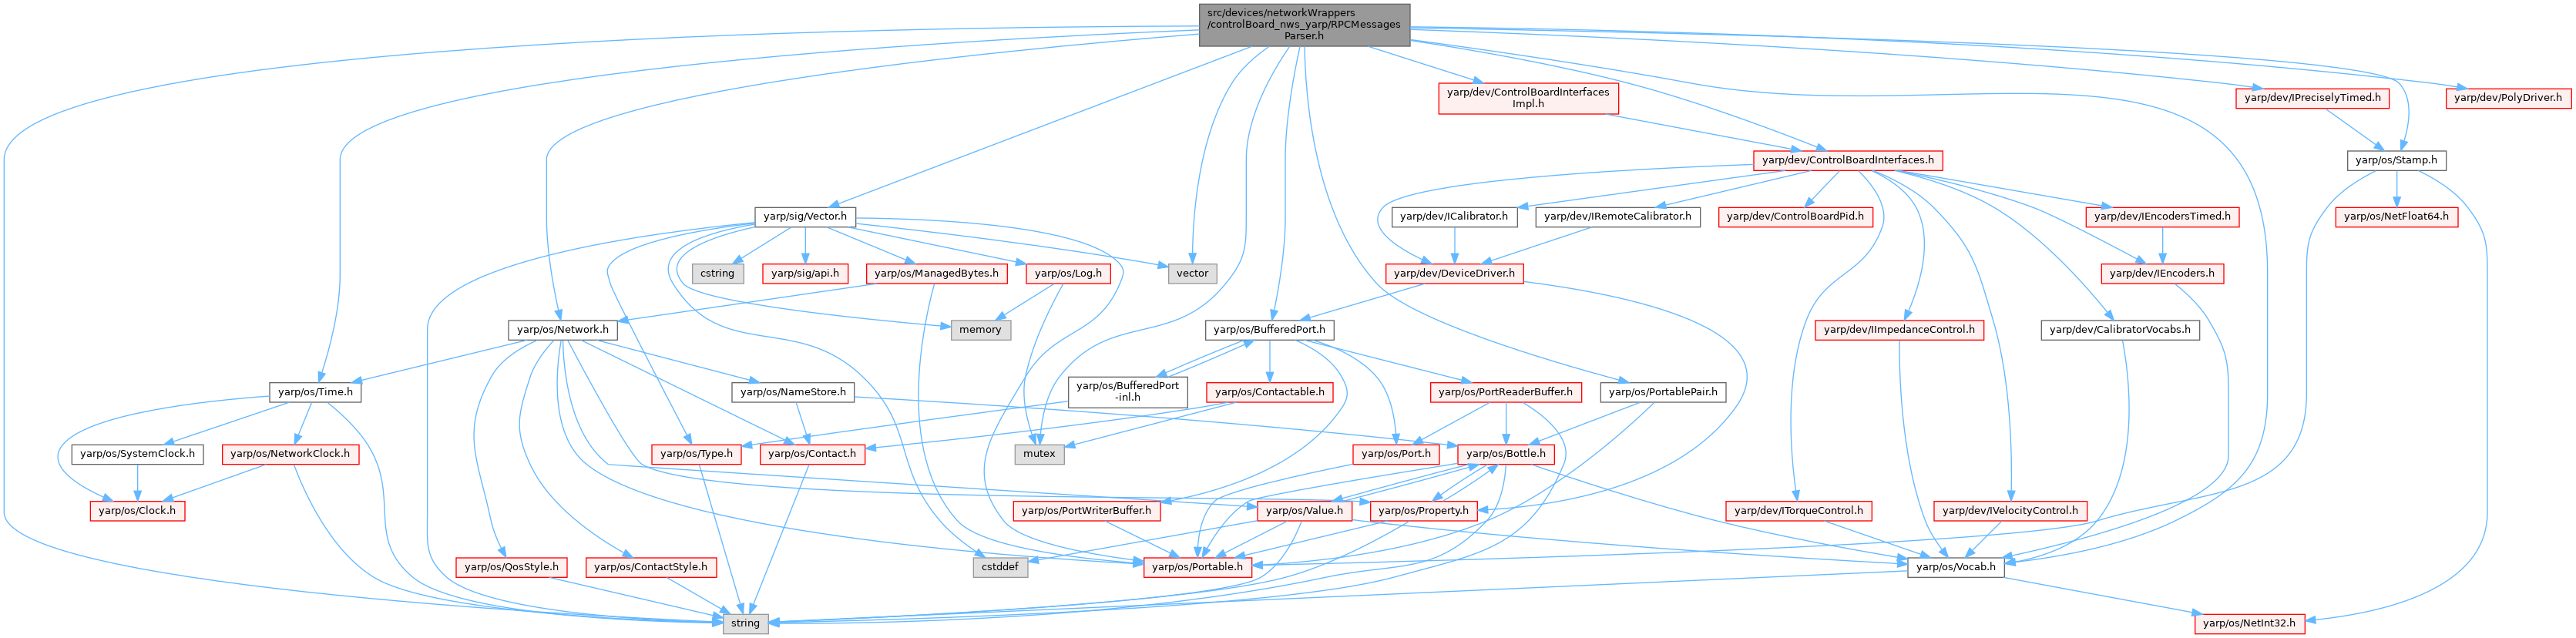 src/devices/networkWrappers
/controlBoard_nws_yarp/RPCMessages
Parser.h
yarp/dev/ControlBoardInterfaces
Impl.h
yarp/dev/IPreciselyTimed.h
yarp/dev/PolyDriver.h
yarp/dev/ControlBoardInterfaces.h
yarp/os/Stamp.h
yarp/sig/Vector.h
yarp/dev/ICalibrator.h
yarp/dev/IRemoteCalibrator.h
yarp/dev/ControlBoardPid.h
yarp/dev/IEncodersTimed.h
yarp/os/NetFloat64.h
cstring
yarp/sig/api.h
yarp/os/ManagedBytes.h
yarp/os/Log.h
vector
yarp/dev/DeviceDriver.h
yarp/dev/IEncoders.h
yarp/os/Network.h
memory
yarp/os/BufferedPort.h
yarp/dev/IImpedanceControl.h
yarp/dev/CalibratorVocabs.h
yarp/os/Time.h
yarp/os/NameStore.h
yarp/os/BufferedPort
-inl.h
yarp/os/Contactable.h
yarp/os/PortReaderBuffer.h
yarp/os/PortablePair.h
yarp/os/SystemClock.h
yarp/os/NetworkClock.h
yarp/os/Type.h
yarp/os/Contact.h
mutex
yarp/os/Port.h
yarp/os/Bottle.h
yarp/os/Clock.h
yarp/os/PortWriterBuffer.h
yarp/os/Value.h
yarp/os/Property.h
yarp/dev/ITorqueControl.h
yarp/dev/IVelocityControl.h
yarp/os/QosStyle.h
yarp/os/ContactStyle.h
cstddef
yarp/os/Portable.h
yarp/os/Vocab.h
string
yarp/os/NetInt32.h